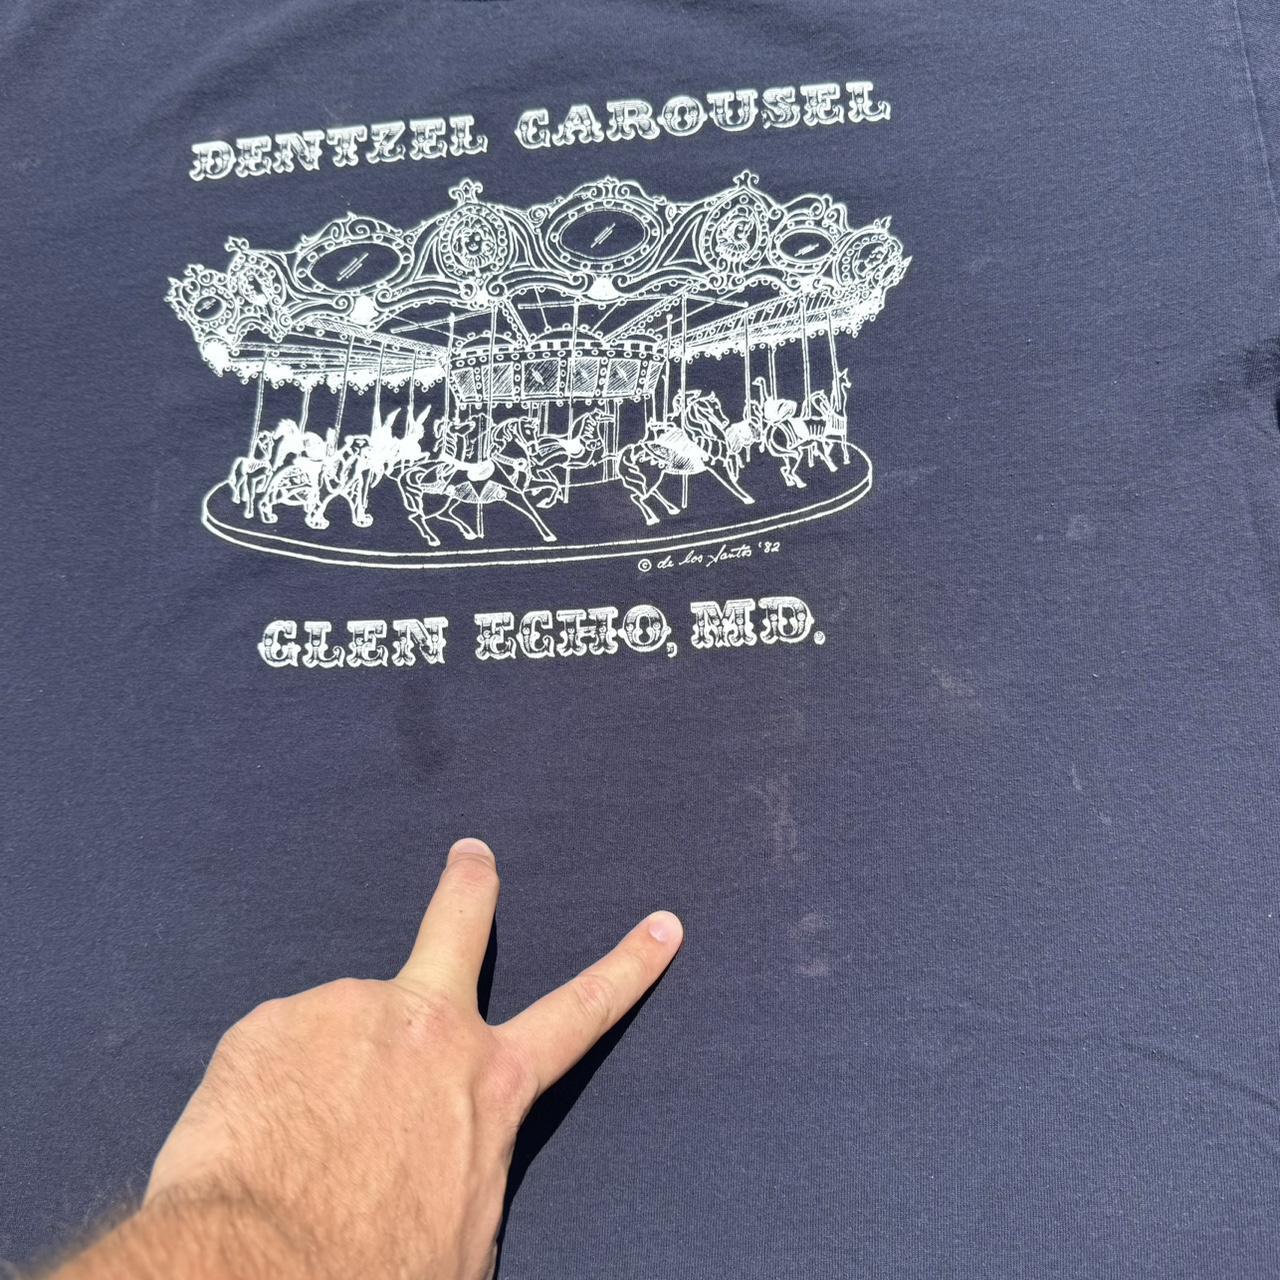 DENTZEL CAROUSEL
© de los Santos '82
GLEN ECHO, MD.